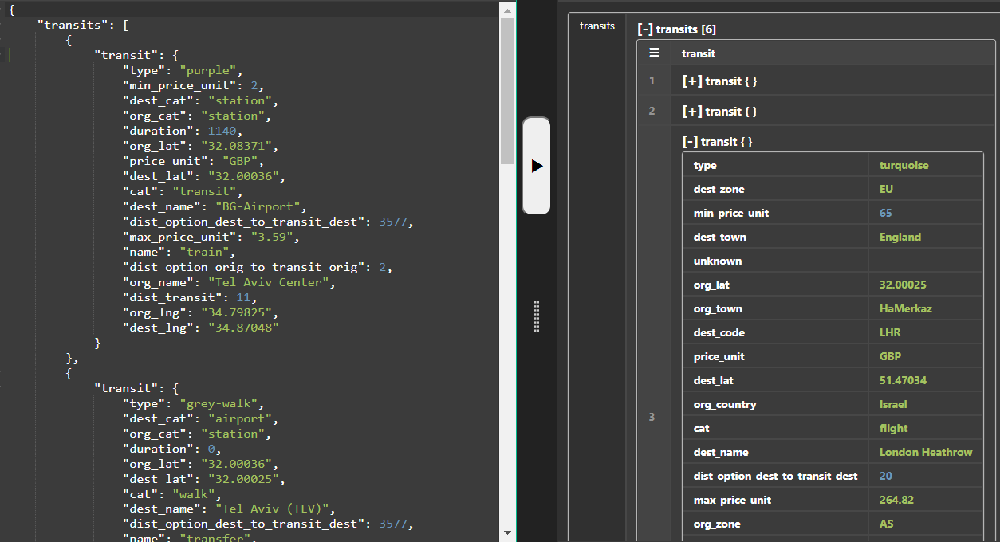 {
"transits": [
{
"transit": {
"type": "purple",
"min_price_unit": 2,
"dest_cat": "station",
"org_cat": "station",
"duration": 1140,
"org_lat": "32.08371",
"price_unit": "GBP",
"dest_lat": "32.00036",
"cat": "transit",
"dest_name": "BG-Airport",
"dist_option_dest_to_transit_dest": 3577,
"max_price_unit": "3.59",
"name": "train",
"dist_option_orig_to_transit_orig": 2,
"org_name": "Tel Aviv Center",
"dist_transit": 11,
"org_lng": "34.79825",
"dest_lng": "34.87048"
}
},
{
"transit": {
"type": "grey-walk",
"dest_cat": "airport",
"org_cat": "station",
"duration": 0,
"org_lat": "32.00036",
"dest_lat": "32.00025",
"cat": "walk",
"dest_name": "Tel Aviv (TLV)",
"dist_option_dest_to_transit_dest": 3577,
"name": "transfer",
transits
[-] transits [6]
transit
1 [+] transit { }
2 [+] transit { }
[-] transit { }
type turquoise
dest_zone EU
min_price_unit 65
dest_town England
unknown
org_lat 32.00025
org_town HaMerkaz
dest_code LHR
price_unit GBP
dest_lat 51.47034
org_country Israel
3
cat flight
dest_name London Heathrow
dist_option_dest_to_transit_dest 20
max_price_unit 264.82
org_zone AS